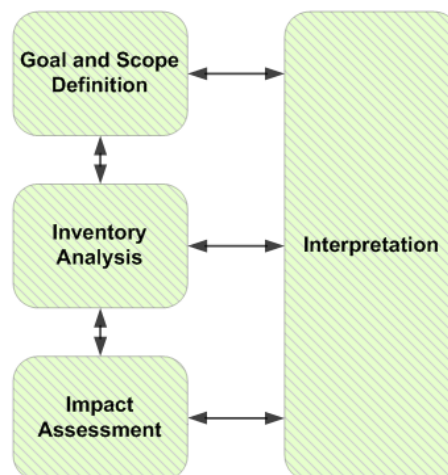 Goal and Scope
Definition
Inventory
Analysis
Interpretation
Impact
Assessment